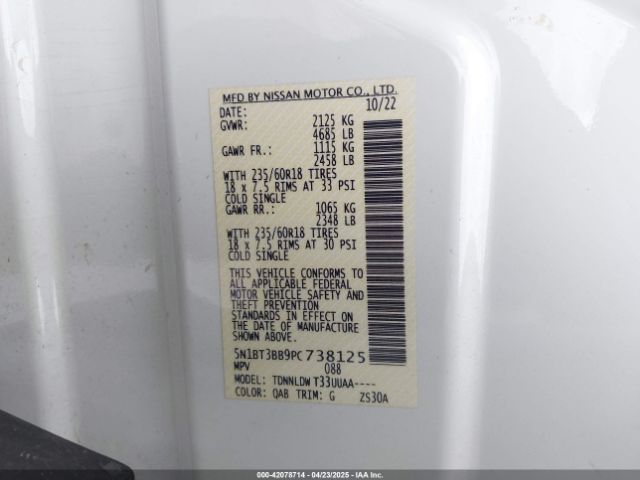 MFD BY NISSAN MOTOR CO., LTD.
DATE: 10/22
GVWR: 2125 KG
4685 LB
GAWR FR.: 1115 KG
2458 LB
WITH 235/60R18 TIRES
18 x 7.5 RIMS AT 33 PSI
COLD SINGLE
GAWR RR.: 1065 KG
2348 LB
WITH 235/60R18 TIRES
18 x 7.5 RIMS AT 30 PSI
COLD SINGLE
THIS VEHICLE CONFORMS TO
ALL APPLICABLE FEDERAL
MOTOR VEHICLE SAFETY AND
THEFT PREVENTION
STANDARDS IN EFFECT ON
DATE OF MANUFACTURE
SHOWN ABOVE.
5N1BT3BB9PC738125
MPV 088
MODEL: TDNNLDW T33UUAA----
COLOR: QAB TRIM: G ZS30A
000-42078714 - 04/23/2025 - IAAI.COM